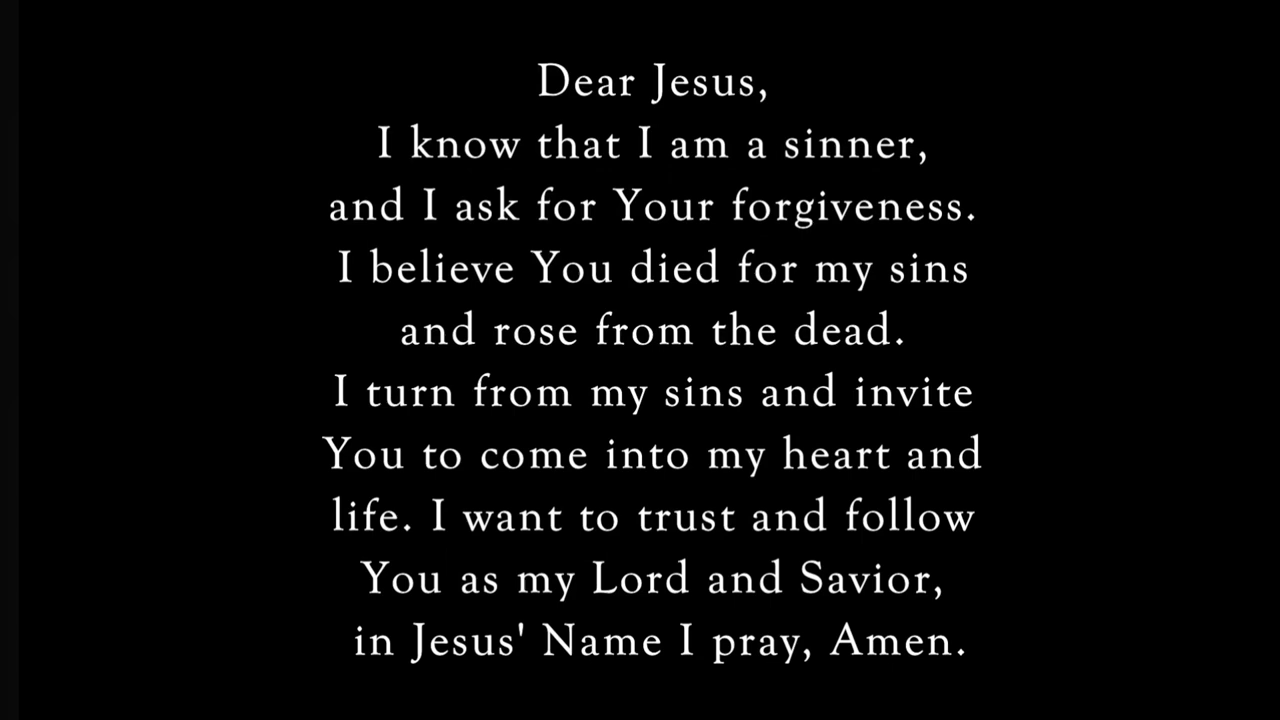 Dear Jesus,
I know that I am a sinner,
and I ask for Your forgiveness.
I believe You died for my sins
and rose from the dead.
I turn from my sins and invite
You to come into my heart and
life. I want to trust and follow
You as my Lord and Savior,
in Jesus' Name I pray, Amen.